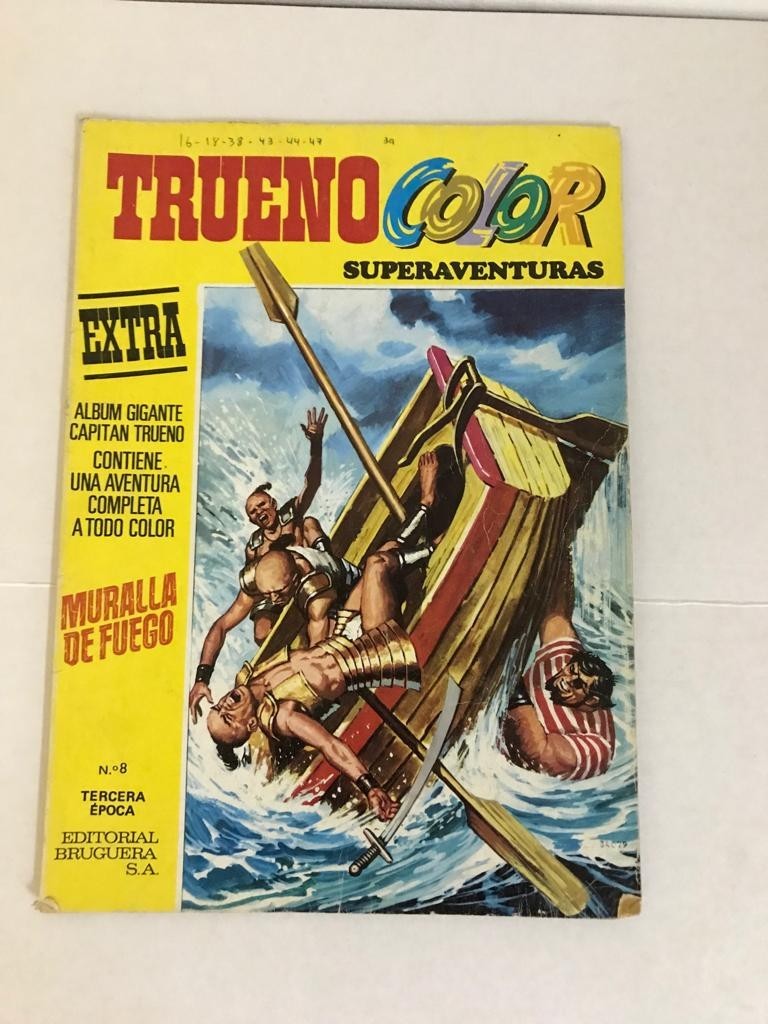 16-18-38-43-44-47 39
TRUENO COLOR
SUPERAVENTURAS
EXTRA
ALBUM GIGANTE
CAPITAN TRUENO
CONTIENE
UNA AVENTURA
COMPLETA
A TODO COLOR
MURALLA
DE FUEGO
N.º 8
TERCERA
ÉPOCA
EDITORIAL
BRUGUERA
S.A.